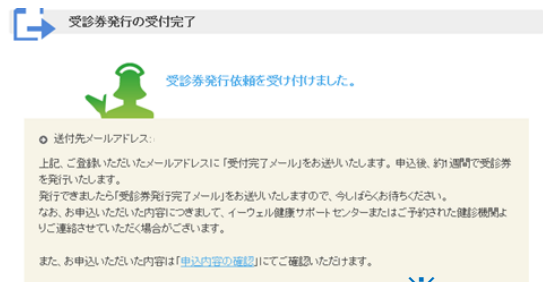 受診券発行の受付完了
受診券発行依頼を受け付けました。
送付先メールアドレス:
上記、ご登録いただいたメールアドレスに「受付完了メール」をお送りいたします。申込後、約1週間で受診券
を発行いたします。
発行できましたら「受診券発行完了メール」をお送りいたしますので、今しばらくお待ちください。
なお、お申込いただいた内容につきまして、イーウェル健康サポートセンターまたはご予約された健診機関よ
りご連絡させていただく場合がございます。
また、お申込いただいた内容は「申込内容の確認」にてご確認いただけます。